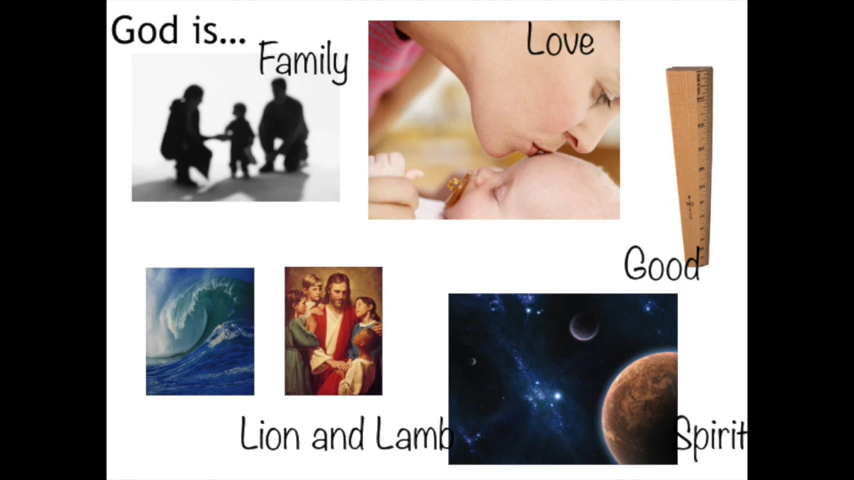 God is...
Family
Love
Good
Lion and Lamb
Spirit